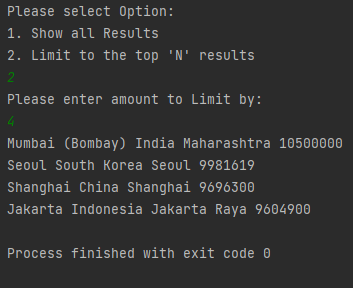 Please select Option:
1. Show all Results
2. Limit to the top 'N' results
2
Please enter amount to Limit by:
4
Mumbai (Bombay) India Maharashtra 10500000
Seoul South Korea Seoul 9981619
Shanghai China Shanghai 9696300
Jakarta Indonesia Jakarta Raya 9604900
Process finished with exit code 0